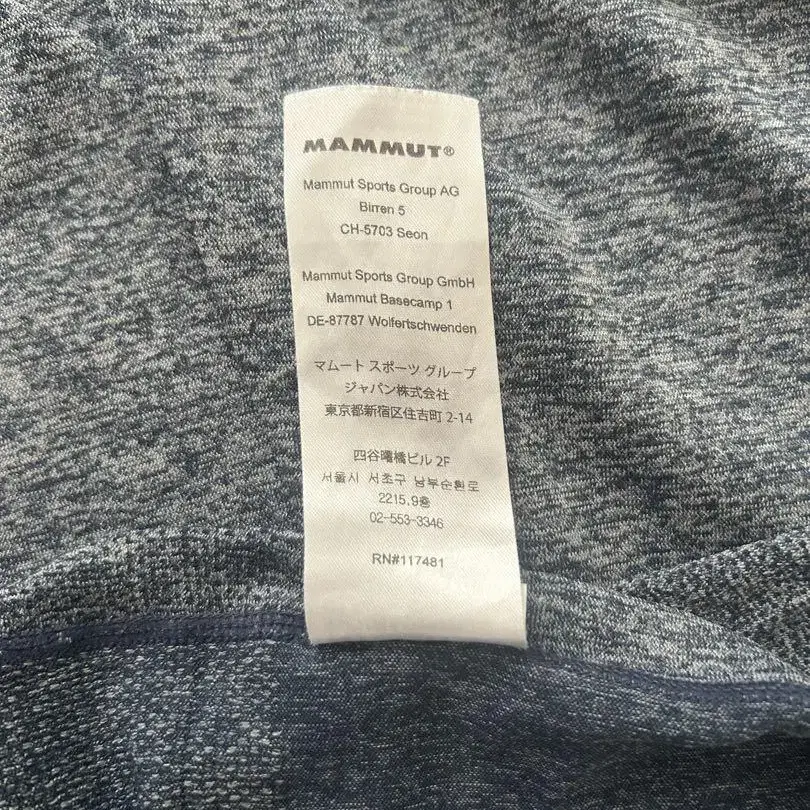 MAMMUT®
Mammut Sports Group AG
Birren 5
CH-5703 Seon
Mammut Sports Group GmbH
Mammut Basecamp 1
DE-87787 Wolfertschwenden
マムート スポーツ グループ
ジャパン株式会社
東京都新宿区住吉町 2-14
四谷曙橋ビル 2F
서울시 서초구 남부순환로
2215.9층
02-553-3346
RN#117481